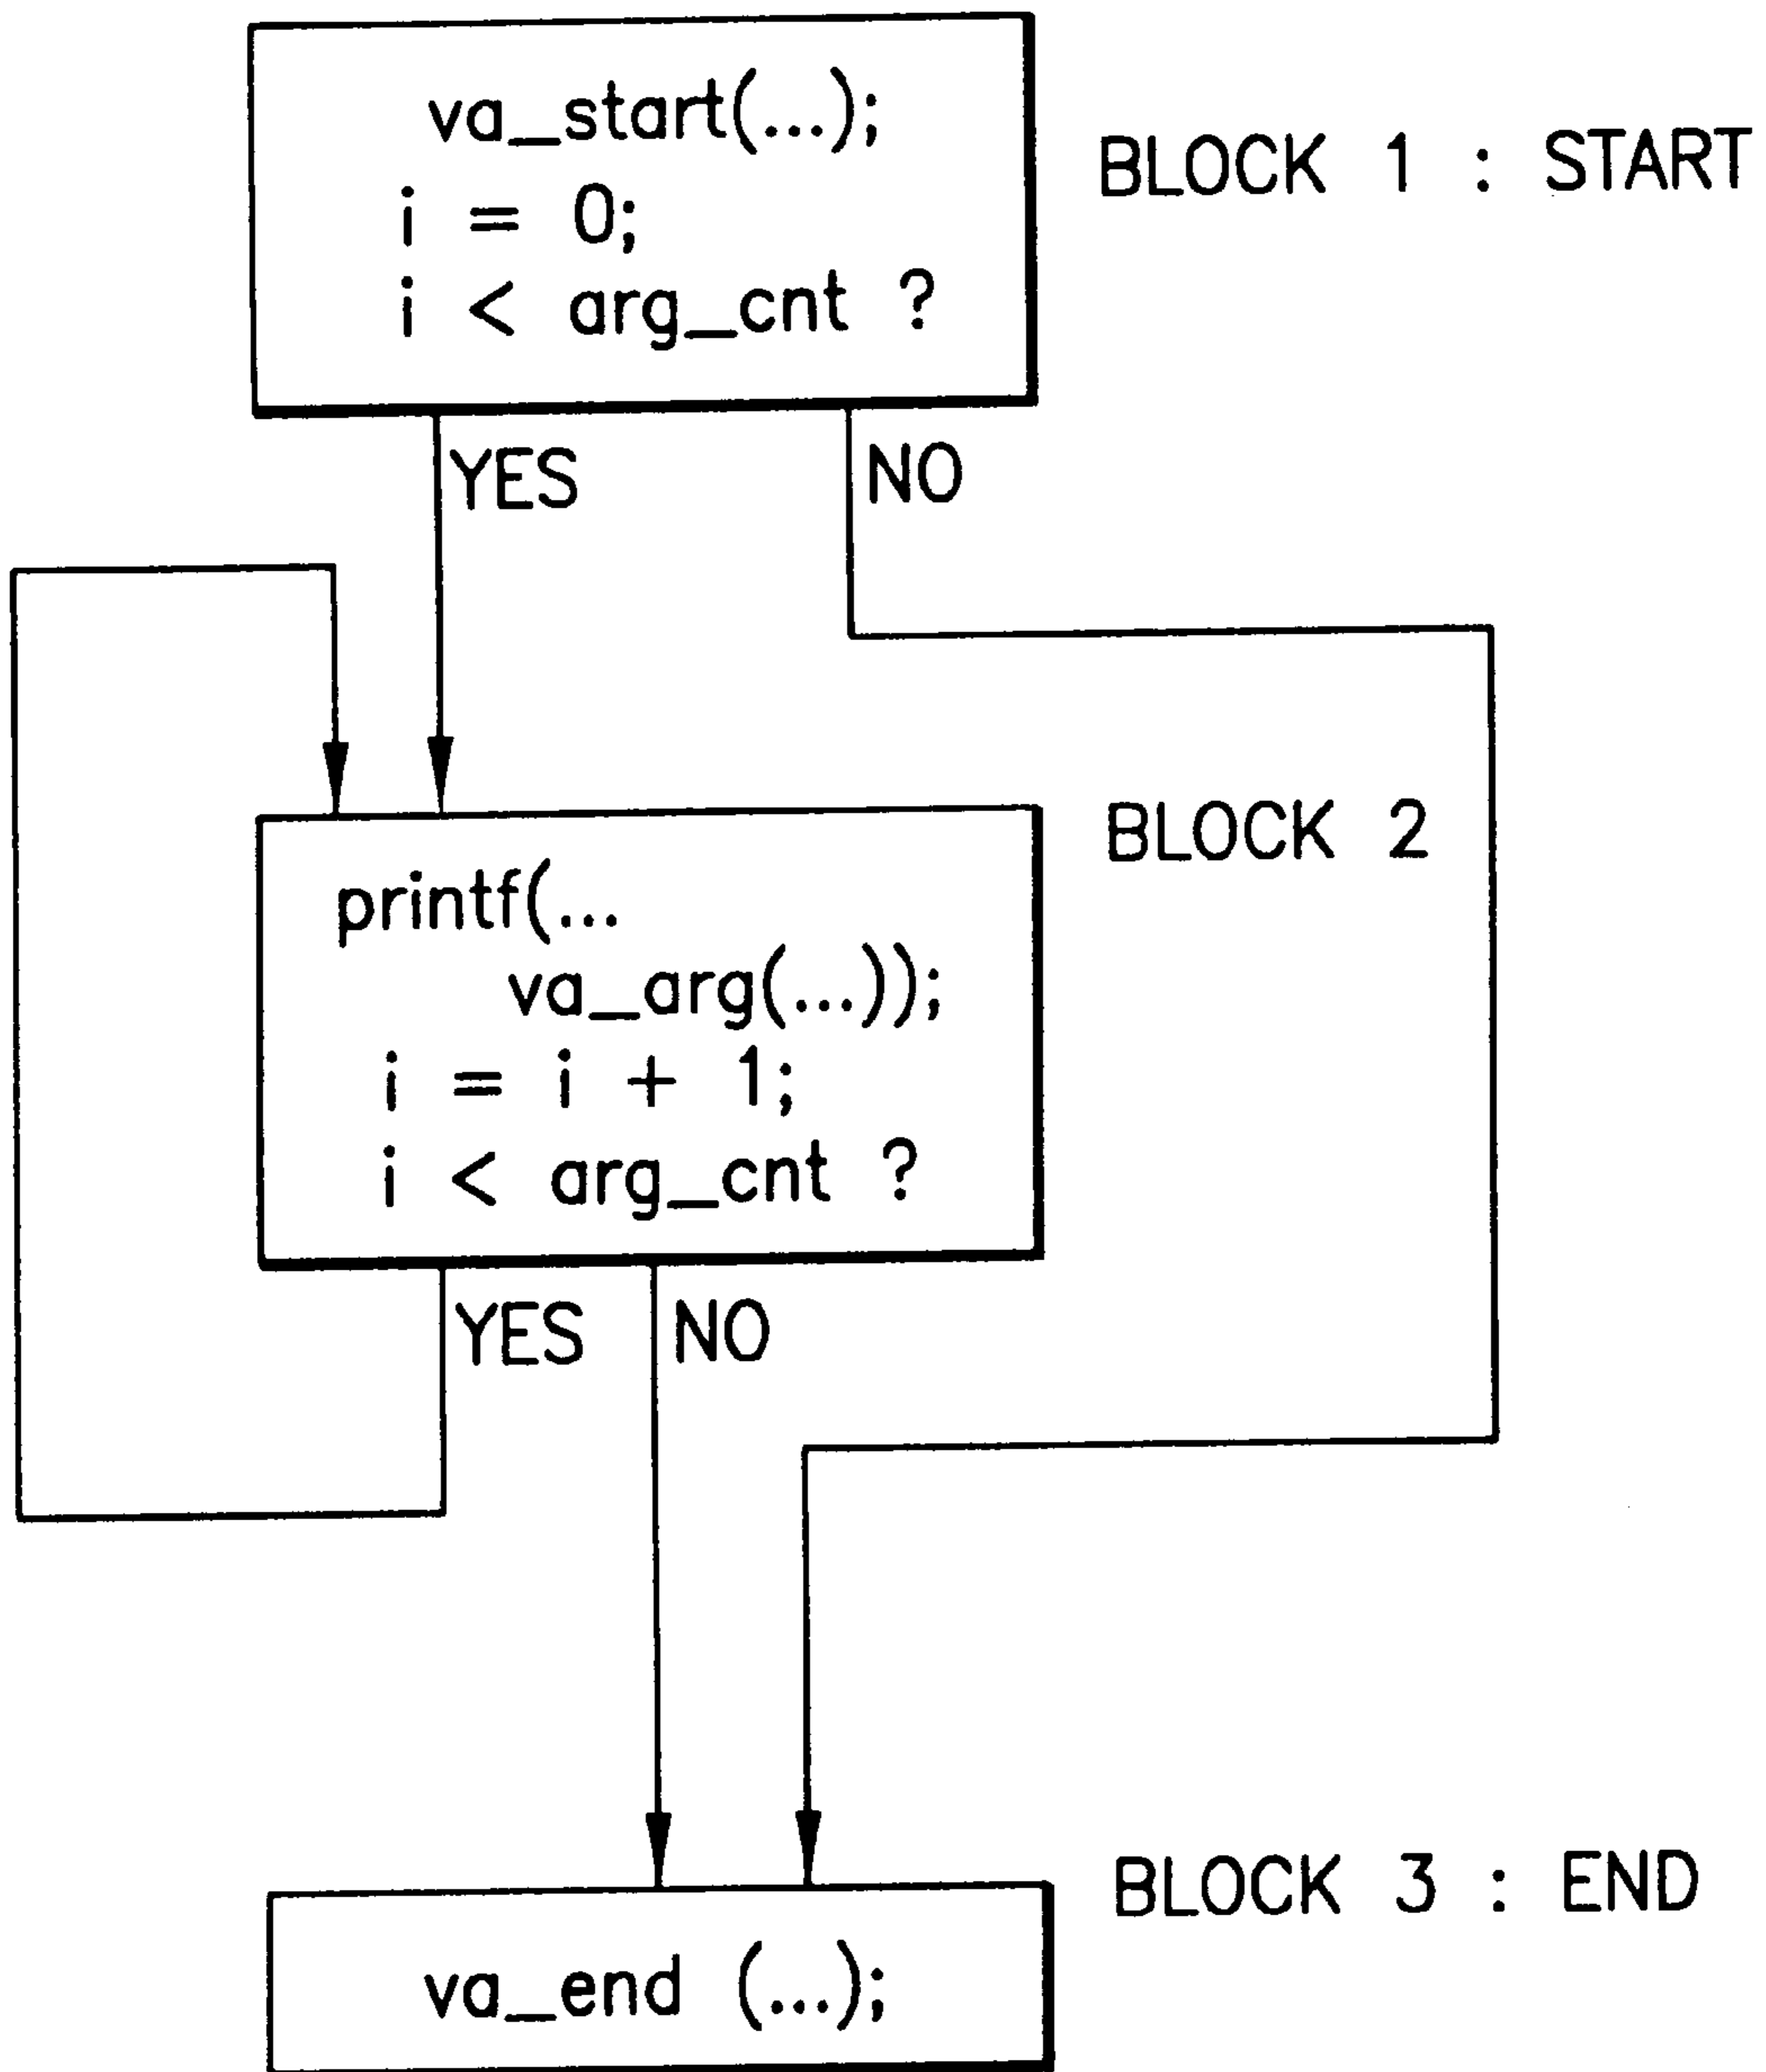 va_start(...);
i = 0;
i < arg_cnt ?
BLOCK 1 : START
YES
NO
BLOCK 2
printf(...
va_arg(...));
i = i + 1;
i < arg_cnt ?
YES
NO
BLOCK 3 : END
va_end (...);